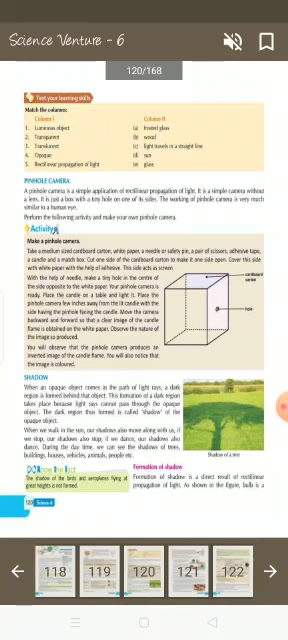 Science Venture - 6
120/168
Test your learning skills
Match the columns:
Column I Column II
1. Luminous object (a) frosted glass
2. Transparent (b) wood
3. Translucent (c) light travels in a straight line
4. Opaque (d) sun
5. Rectilinear propagation of light (e) glass
PINHOLE CAMERA
A pinhole camera is a simple application of rectilinear propagation of light. It is a simple camera without
a lens. It is just a box with a tiny hole on one of its sides. The working of pinhole camera is very much
similar to a human eye.
Perform the following activity and make your own pinhole camera.
Activity
Make a pinhole camera.
Take a medium sized cardboard carton, white paper, a needle or safety pin, a pair of scissors, adhesive tape,
a candle and a match box. Cut one side of the cardboard carton to make it one side open. Cover this side
with white paper with the help of adhesive. This side acts as screen.
With the help of needle, make a tiny hole in the centre of
the side opposite to the white paper. Your pinhole camera is
ready. Place the candle on a table and light it. Place the
pinhole camera few inches away from the lit candle with the
side having the pinhole facing the candle. Move the camera
backward and forward so that a clear image of the candle
flame is obtained on the white paper. Observe the nature of
the image so produced.
You will observe that the pinhole camera produces an
inverted image of the candle flame. You will also notice that
the image is coloured.
cardboard
carton
hole
SHADOW
When an opaque object comes in the path of light rays, a dark
region is formed behind that object. This formation of a dark region
takes place because light rays cannot pass through the opaque
object. The dark region thus formed is called 'shadow' of the
opaque object.
When we walk in the sun, our shadows also move along with us, if
we stop, our shadows also stop; if we dance, our shadows also
dance. During the day time, we can see the shadows of trees,
buildings, houses, vehicles, animals, people etc.
Shadow of a tree
Know The Fact
The shadow of the birds and aeroplanes flying at
great heights is not formed.
Formation of shadow
Formation of shadow is a direct result of rectilinear
propagation of light. As shown in the figure, bulb is a
120 Science-6
118 119 120 121 122